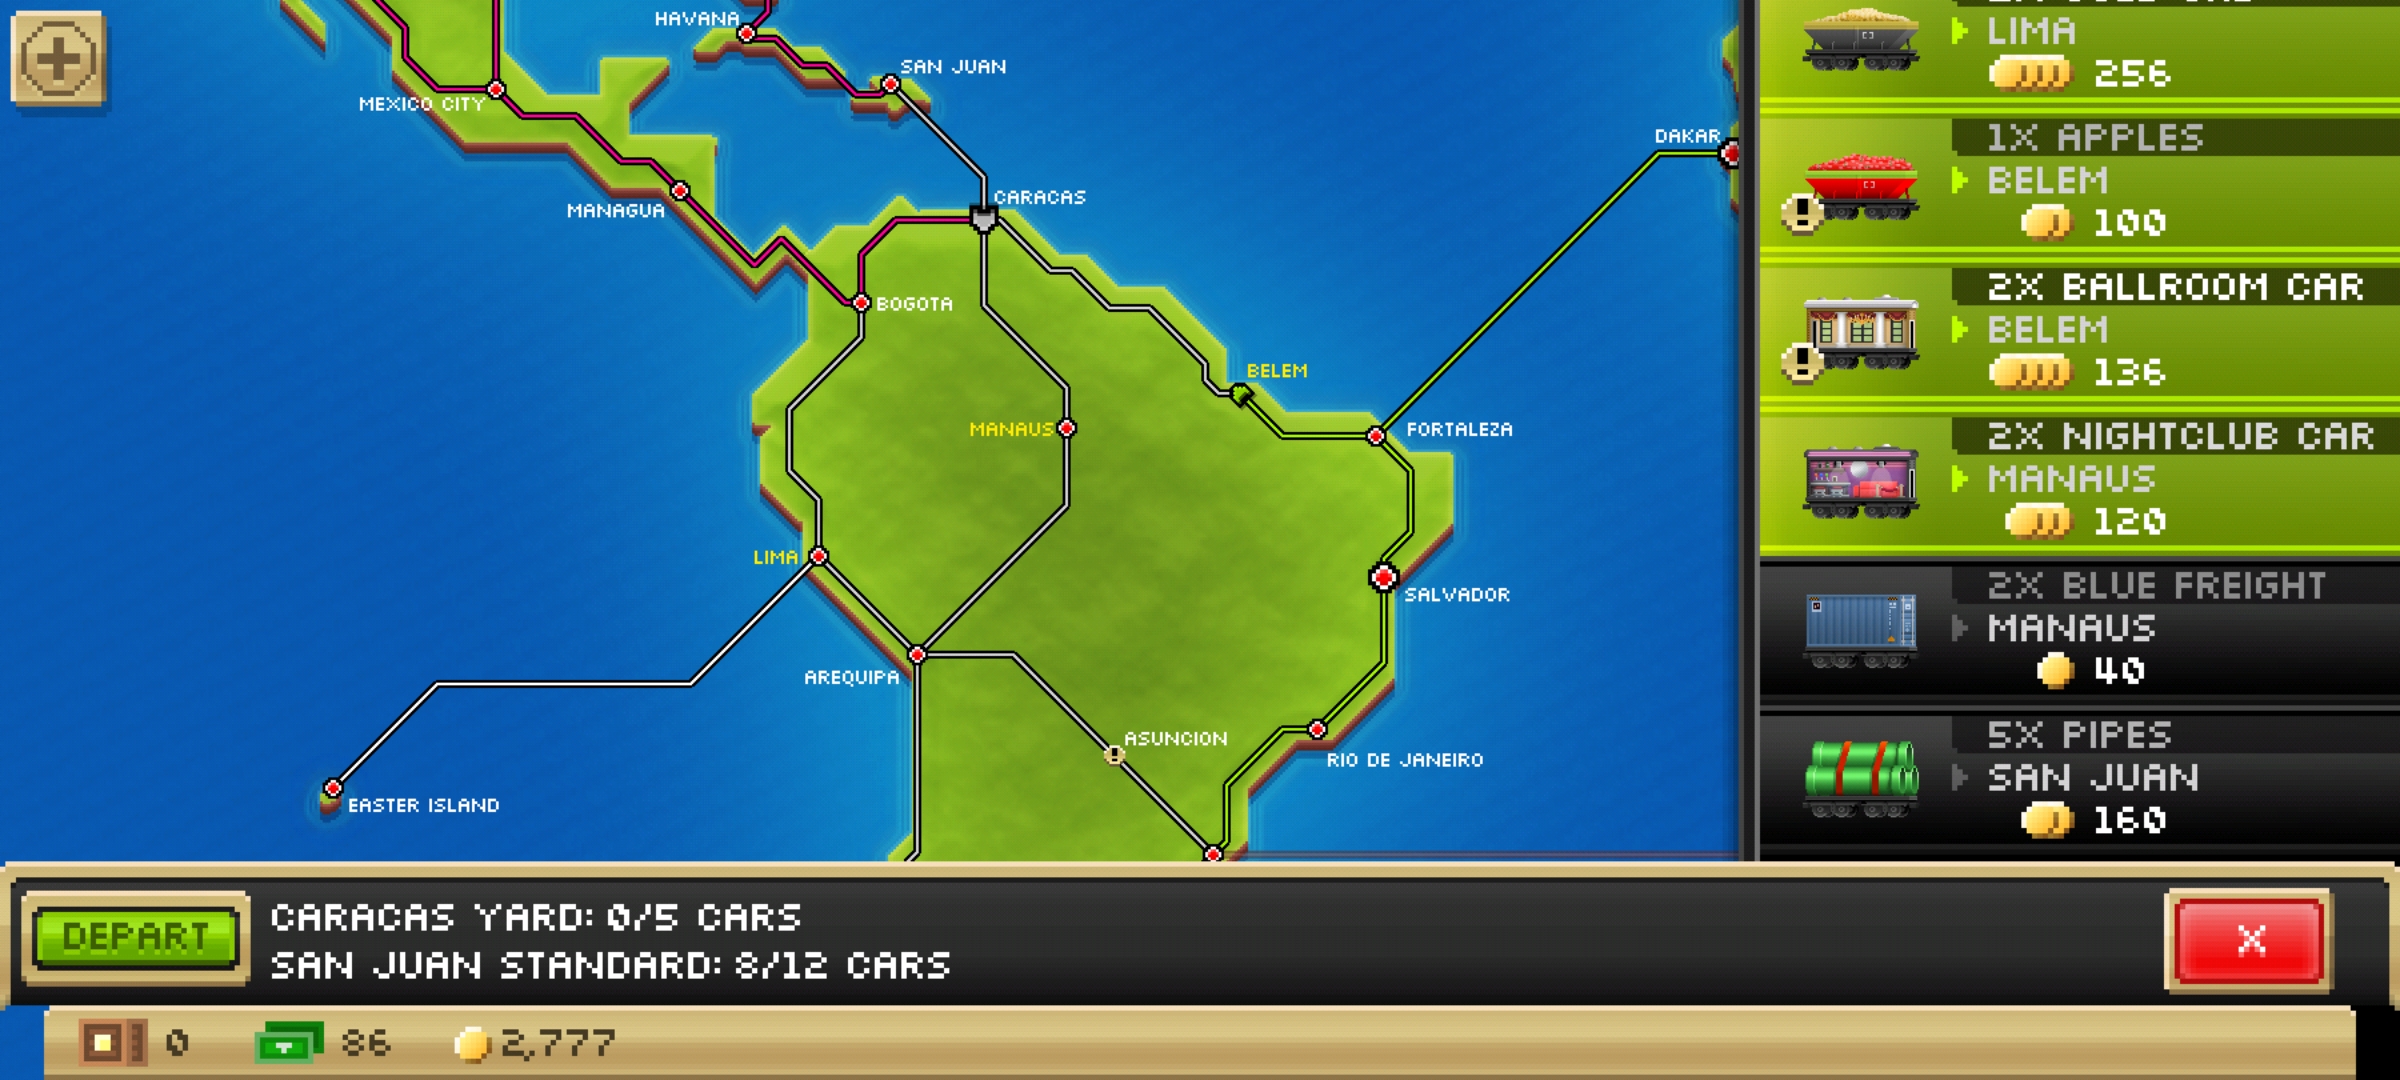 HAVANA
SAN JUAN
MEXICO CITY
DAKAR
CARACAS
MANAGUA
BOGOTA
BELEM
MANAUS
FORTALEZA
LIMA
SALVADOR
AREQUIPA
ASUNCION
RIO DE JANEIRO
EASTER ISLAND
LIMA
256
1X APPLES
BELEM
100
2X BALLROOM CAR
BELEM
136
2X NIGHTCLUB CAR
MANAUS
120
2X BLUE FREIGHT
MANAUS
40
5X PIPES
SAN JUAN
160
DEPART
CARACAS YARD: 0/5 CARS
SAN JUAN STANDARD: 8/12 CARS
X
0 86 2,777